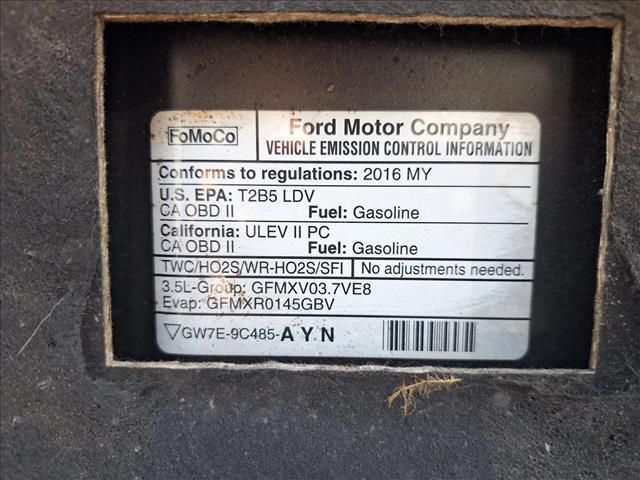 FoMoCo
Ford Motor Company
VEHICLE EMISSION CONTROL INFORMATION
Conforms to regulations: 2016 MY
U.S. EPA: T2B5 LDV
CA OBD II Fuel: Gasoline
California: ULEV II PC
CA OBD II Fuel: Gasoline
TWC/HO2S/WR-HO2S/SFI No adjustments needed.
3.5L-Group: GFMXV03.7VE8
Evap: GFMXR0145GBV
▽GW7E-9C485-A Y N